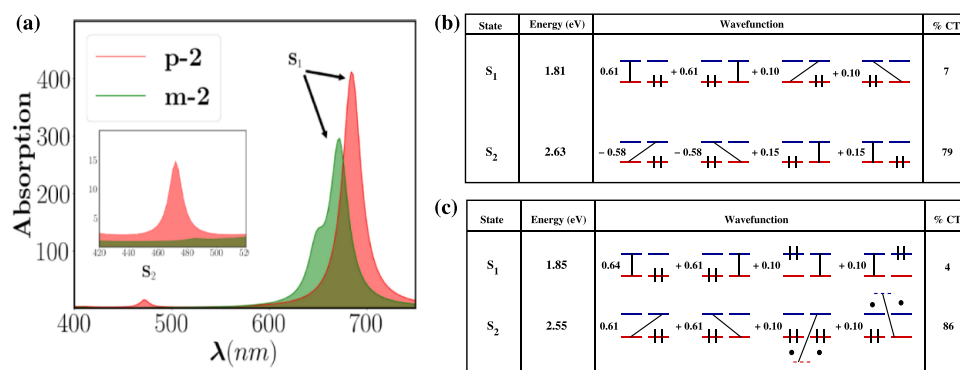 (a)
Absorption
400
300
200
100
p-2
m-2
S1
15
10
5
420 440 460 480 500 520
S2
400 500 600 700
λ(nm)
(b)
State Energy (eV) Wavefunction % CT
S1 1.81 0.61 + 0.61 + 0.10 + 0.10 7
S2 2.63 − 0.58 − 0.58 + 0.15 + 0.15 79
(c)
State Energy (eV) Wavefunction % CT
S1 1.85 0.64 + 0.61 + 0.10 + 0.10 4
S2 2.55 0.61 + 0.61 + 0.10 + 0.10 86